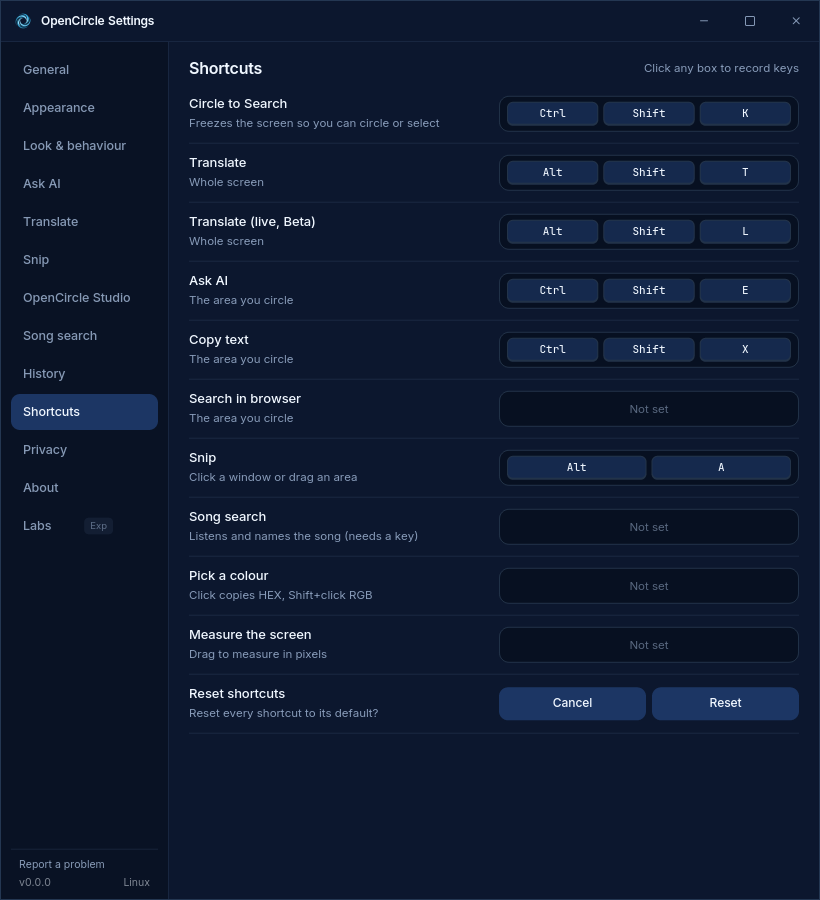 OpenCircle Settings
General
Appearance
Look & behaviour
Ask AI
Translate
Snip
OpenCircle Studio
Song search
History
Shortcuts
Privacy
About
Labs Exp
Report a problem
v0.0.0 Linux
Shortcuts Click any box to record keys
Circle to Search
Freezes the screen so you can circle or select
Ctrl Shift K
Translate
Whole screen
Alt Shift T
Translate (live, Beta)
Whole screen
Alt Shift L
Ask AI
The area you circle
Ctrl Shift E
Copy text
The area you circle
Ctrl Shift X
Search in browser
The area you circle
Not set
Snip
Click a window or drag an area
Alt A
Song search
Listens and names the song (needs a key)
Not set
Pick a colour
Click copies HEX, Shift+click RGB
Not set
Measure the screen
Drag to measure in pixels
Not set
Reset shortcuts
Reset every shortcut to its default?
Cancel Reset